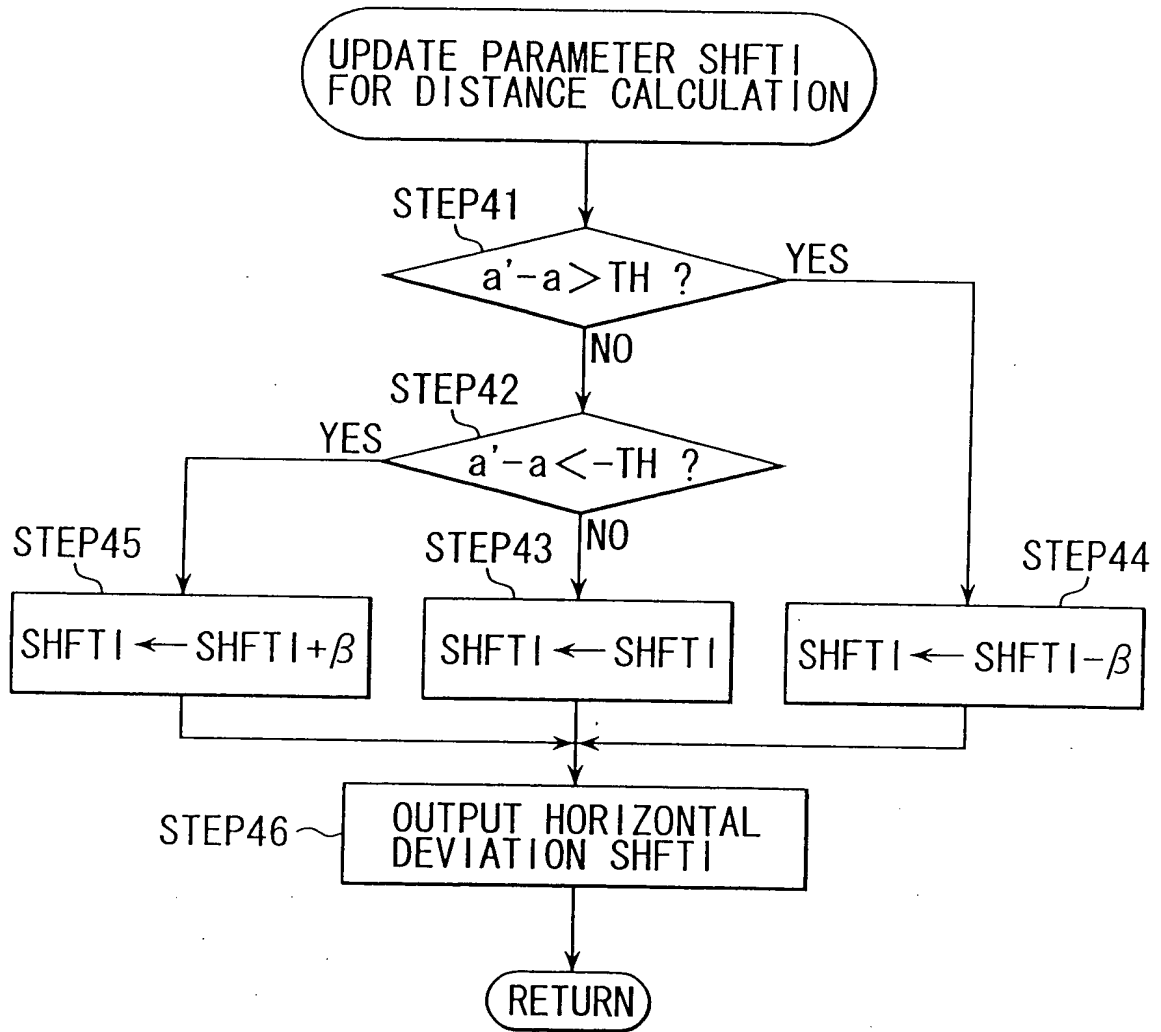 UPDATE PARAMETER SHFTI
FOR DISTANCE CALCULATION
STEP41
a'-a>TH ?
YES
NO
STEP42
YES
a'-a<-TH ?
NO
STEP45
SHFTI ← SHFTI+β
STEP43
SHFTI ← SHFTI
STEP44
SHFTI ← SHFTI-β
STEP46
OUTPUT HORIZONTAL
DEVIATION SHFTI
RETURN